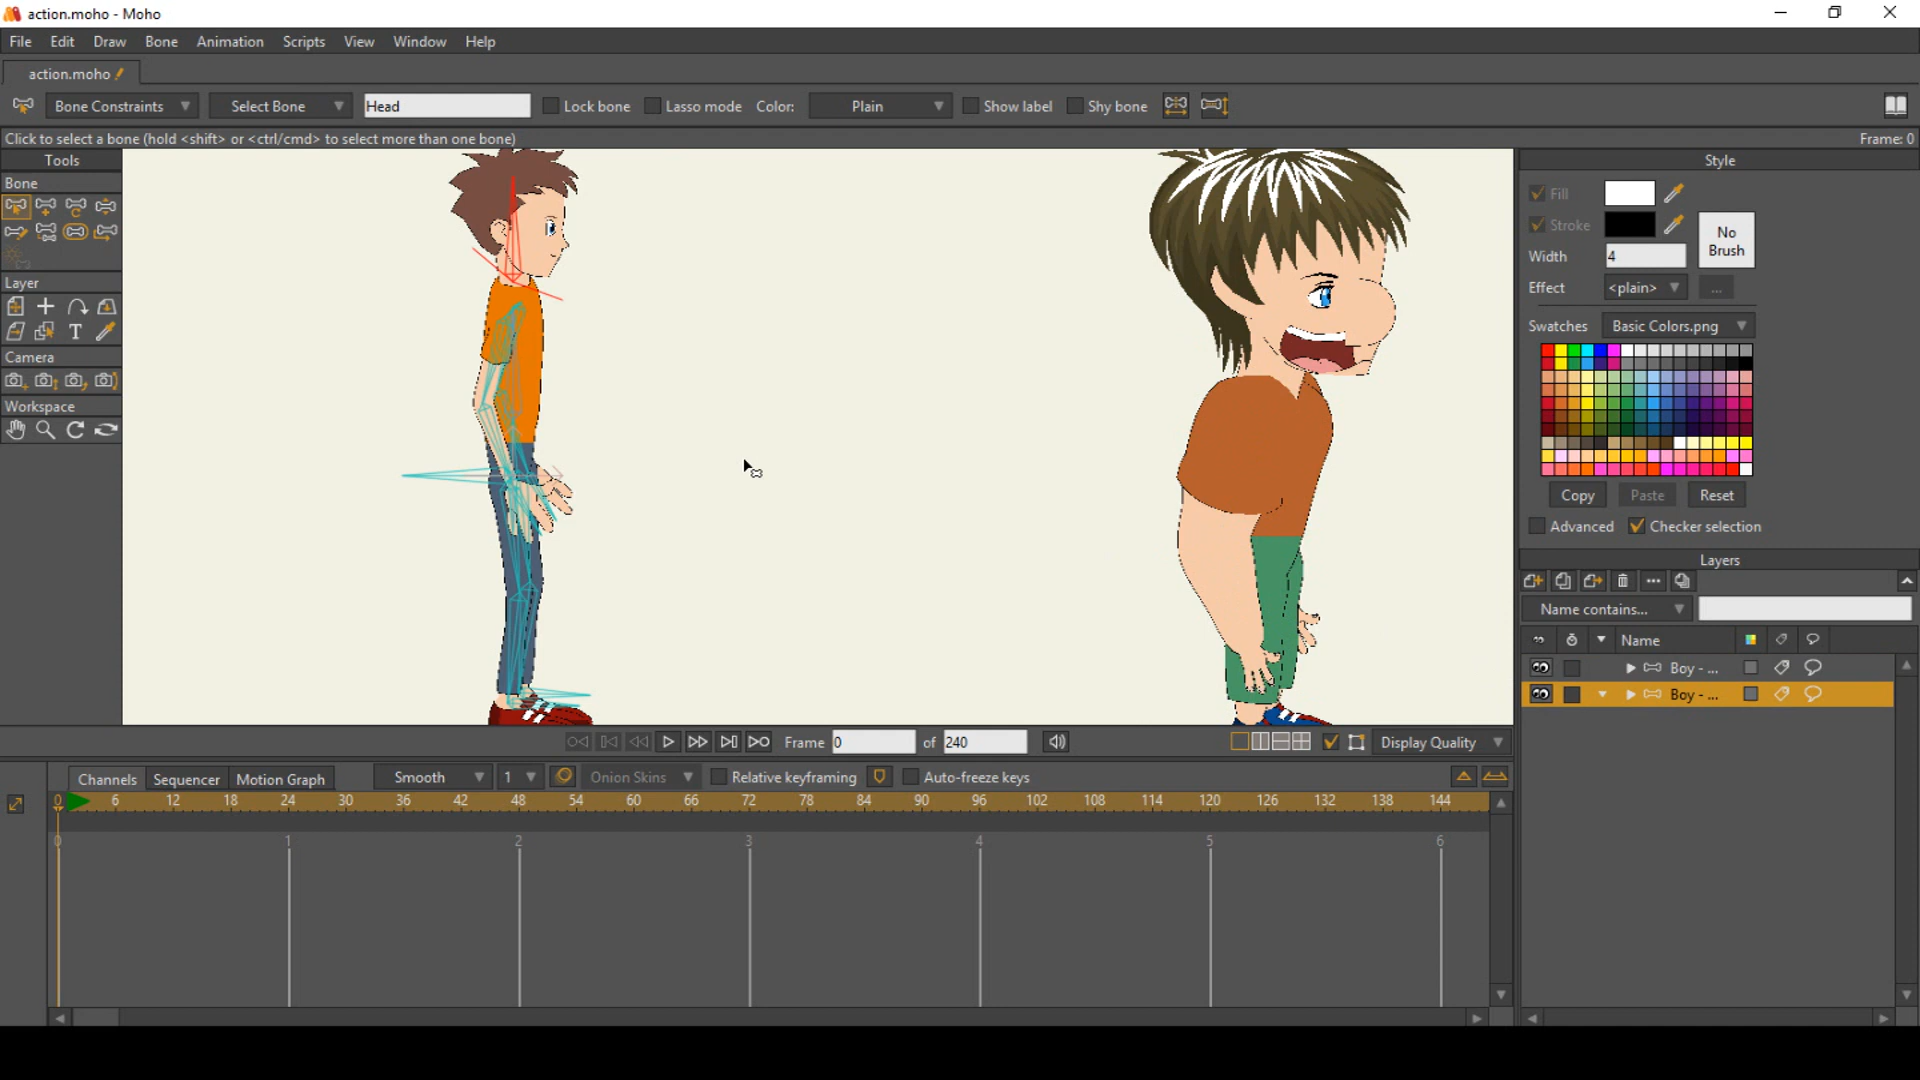 action.moho - Moho
File Edit Draw Bone Animation Scripts View Window Help
action.moho
Bone Constraints Select Bone Head Lock bone Lasso mode Color: Plain Show label Shy bone
Click to select a bone (hold <shift> or <ctrl/cmd> to select more than one bone) Frame: 0
Tools
Bone
Layer
T
Camera
Workspace
Style
Fill
Stroke
No
Brush
Width 4
Effect <plain> ...
Swatches Basic Colors.png
Copy Paste Reset
Advanced Checker selection
Layers
Name contains...
Name
Boy - ...
Boy - ...
Frame 0 of 240 Display Quality
Channels Sequencer Motion Graph Smooth 1 Onion Skins Relative keyframing Auto-freeze keys
0 6 12 18 24 30 36 42 48 54 60 66 72 78 84 90 96 102 108 114 120 126 132 138 144
0 1 2 3 4 5 6